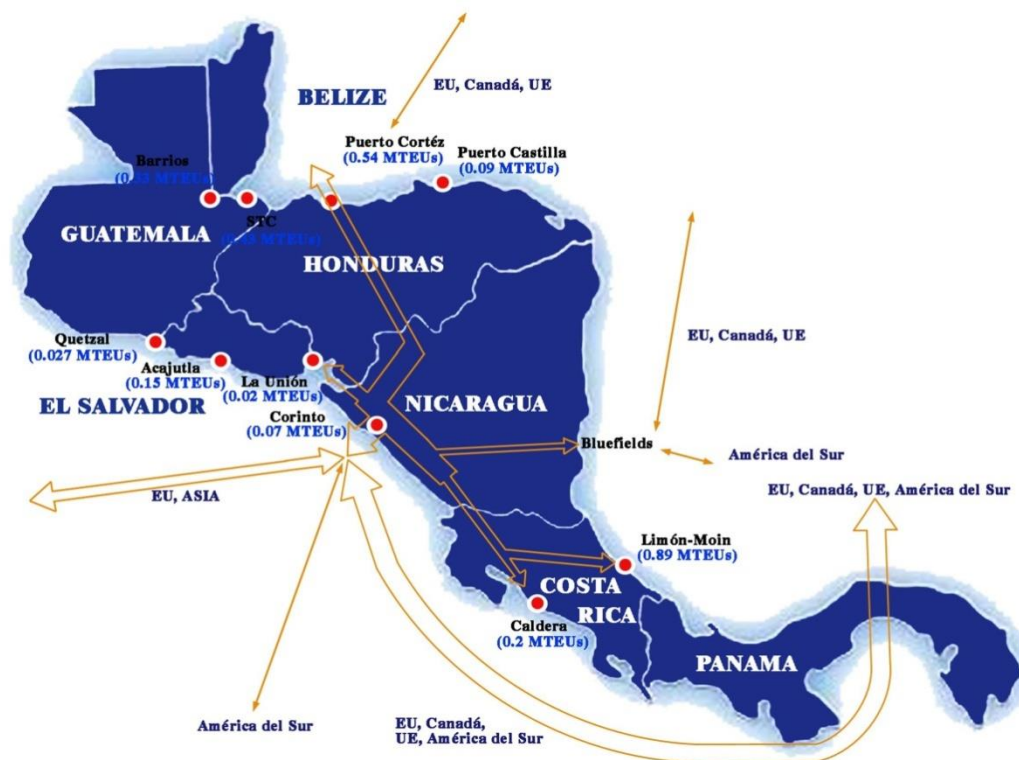 EU, Canadá, UE
BELIZE
Puerto Cortéz
(0.54 MTEUs)
Puerto Castilla
(0.09 MTEUs)
Barrios
MTEUs)
STC
MTEUs)
GUATEMALA
HONDURAS
Quetzal
(0.027 MTEUs)
Acajutla
(0.15 MTEUs)
La Unión
(0.02 MTEUs)
EL SALVADOR
Corinto
(0.07 MTEUs)
NICARAGUA
EU, Canadá, UE
Bluefields
América del Sur
EU, ASIA
EU, Canadá, UE, América del Sur
Limón-Moin
(0.89 MTEUs)
COSTA
RICA
Caldera
(0.2 MTEUs)
PANAMA
América del Sur
EU, Canadá,
UE, América del Sur